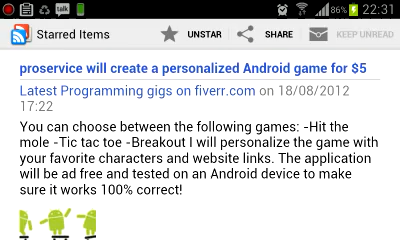 talk 86% 22:31
Starred Items UNSTAR SHARE KEEP UNREAD
proservice will create a personalized Android game for $5
Latest Programming gigs on fiverr.com on 18/08/2012
17:22
You can choose between the following games: -Hit the
mole -Tic tac toe -Breakout I will personalize the game with
your favorite characters and website links. The application
will be ad free and tested on an Android device to make
sure it works 100% correct!